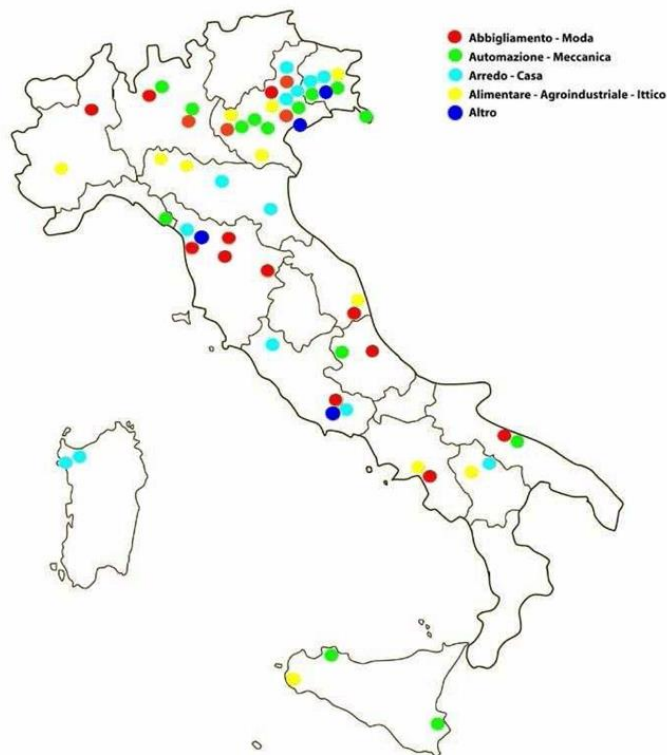 Abbigliamento - Moda
Automazione - Meccanica
Arredo - Casa
Alimentare - Agroindustriale - Ittico
Altro